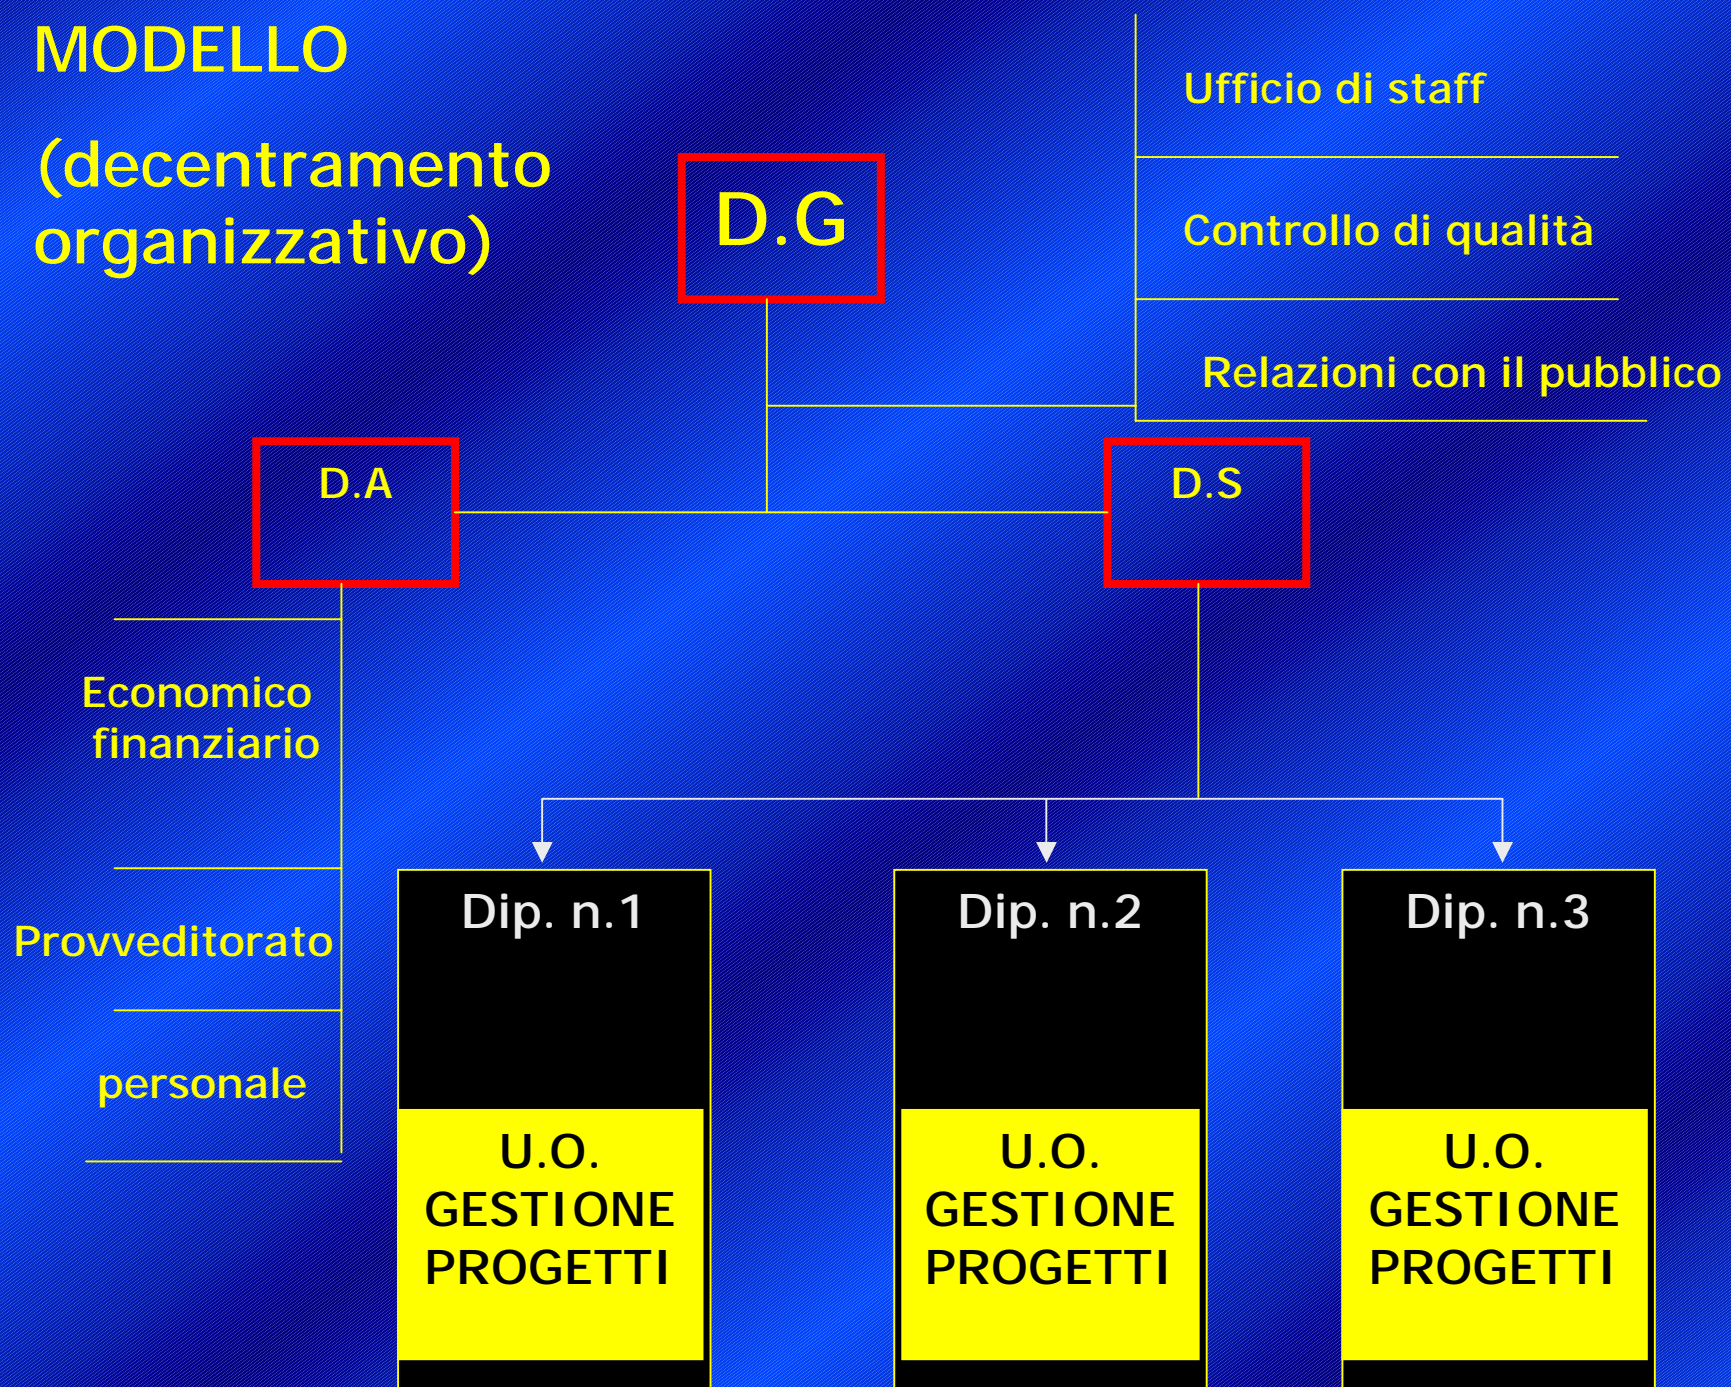 MODELLO
(decentramento
organizzativo)
Ufficio di staff
D.G
Controllo di qualità
Relazioni con il pubblico
D.A
D.S
Economico
finanziario
Provveditorato
personale
Dip. n.1
Dip. n.2
Dip. n.3
U.O.
GESTIONE
PROGETTI
U.O.
GESTIONE
PROGETTI
U.O.
GESTIONE
PROGETTI